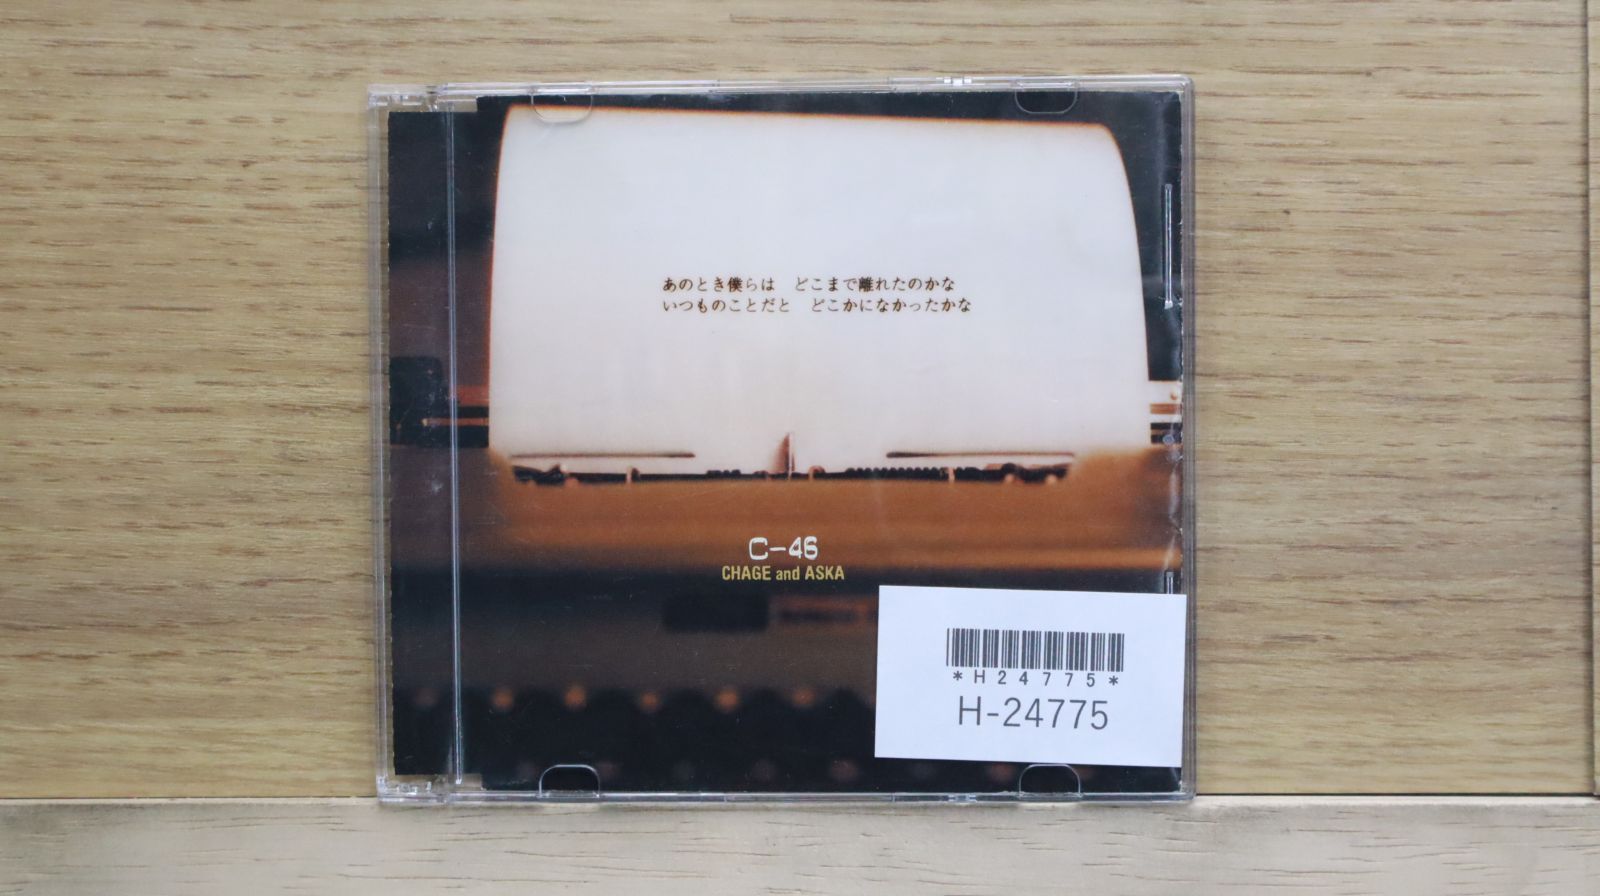 あのとき僕らは　どこまで離れたのかな
いつものことだと　どこかになかったかな
C-46
CHAGE and ASKA
*H24775*
H-24775